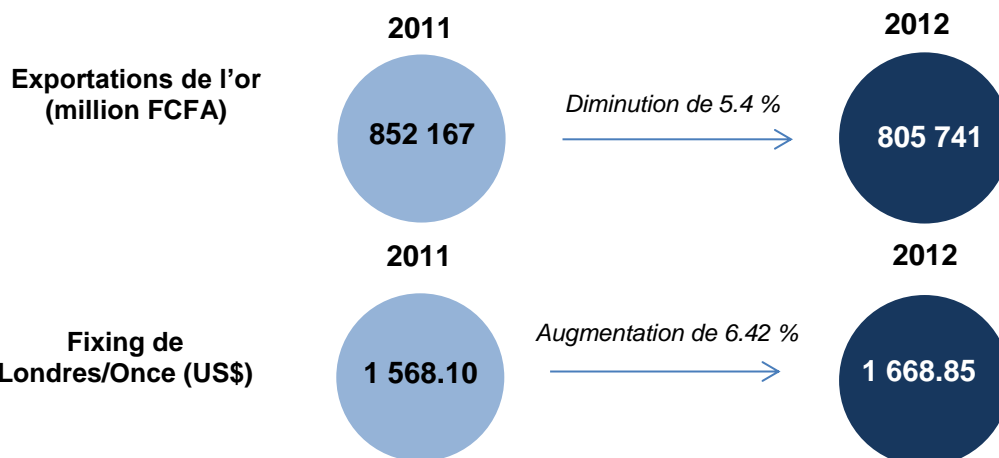 2011
2012
Exportations de l’or
(million FCFA)
852 167
Diminution de 5.4 %
805 741
2011
2012
Fixing de
Londres/Once (US$)
1 568.10
Augmentation de 6.42 %
1 668.85